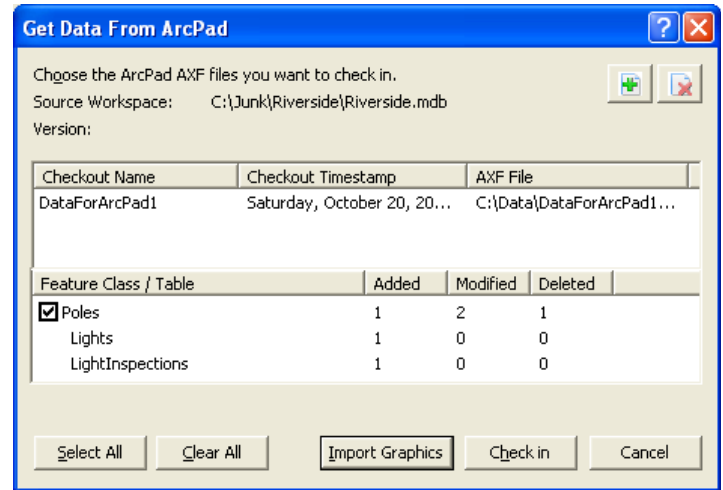 Get Data From ArcPad
Choose the ArcPad AXF files you want to check in.
Source Workspace: C:\Junk\Riverside\Riverside.mdb
Version:
Checkout Name Checkout Timestamp AXF File
DataForArcPad1 Saturday, October 20, 20... C:\Data\DataForArcPad1...
Feature Class / Table Added Modified Deleted
Poles 1 2 1
Lights 1 0 0
LightInspections 1 0 0
Select All Clear All Import Graphics Check in Cancel